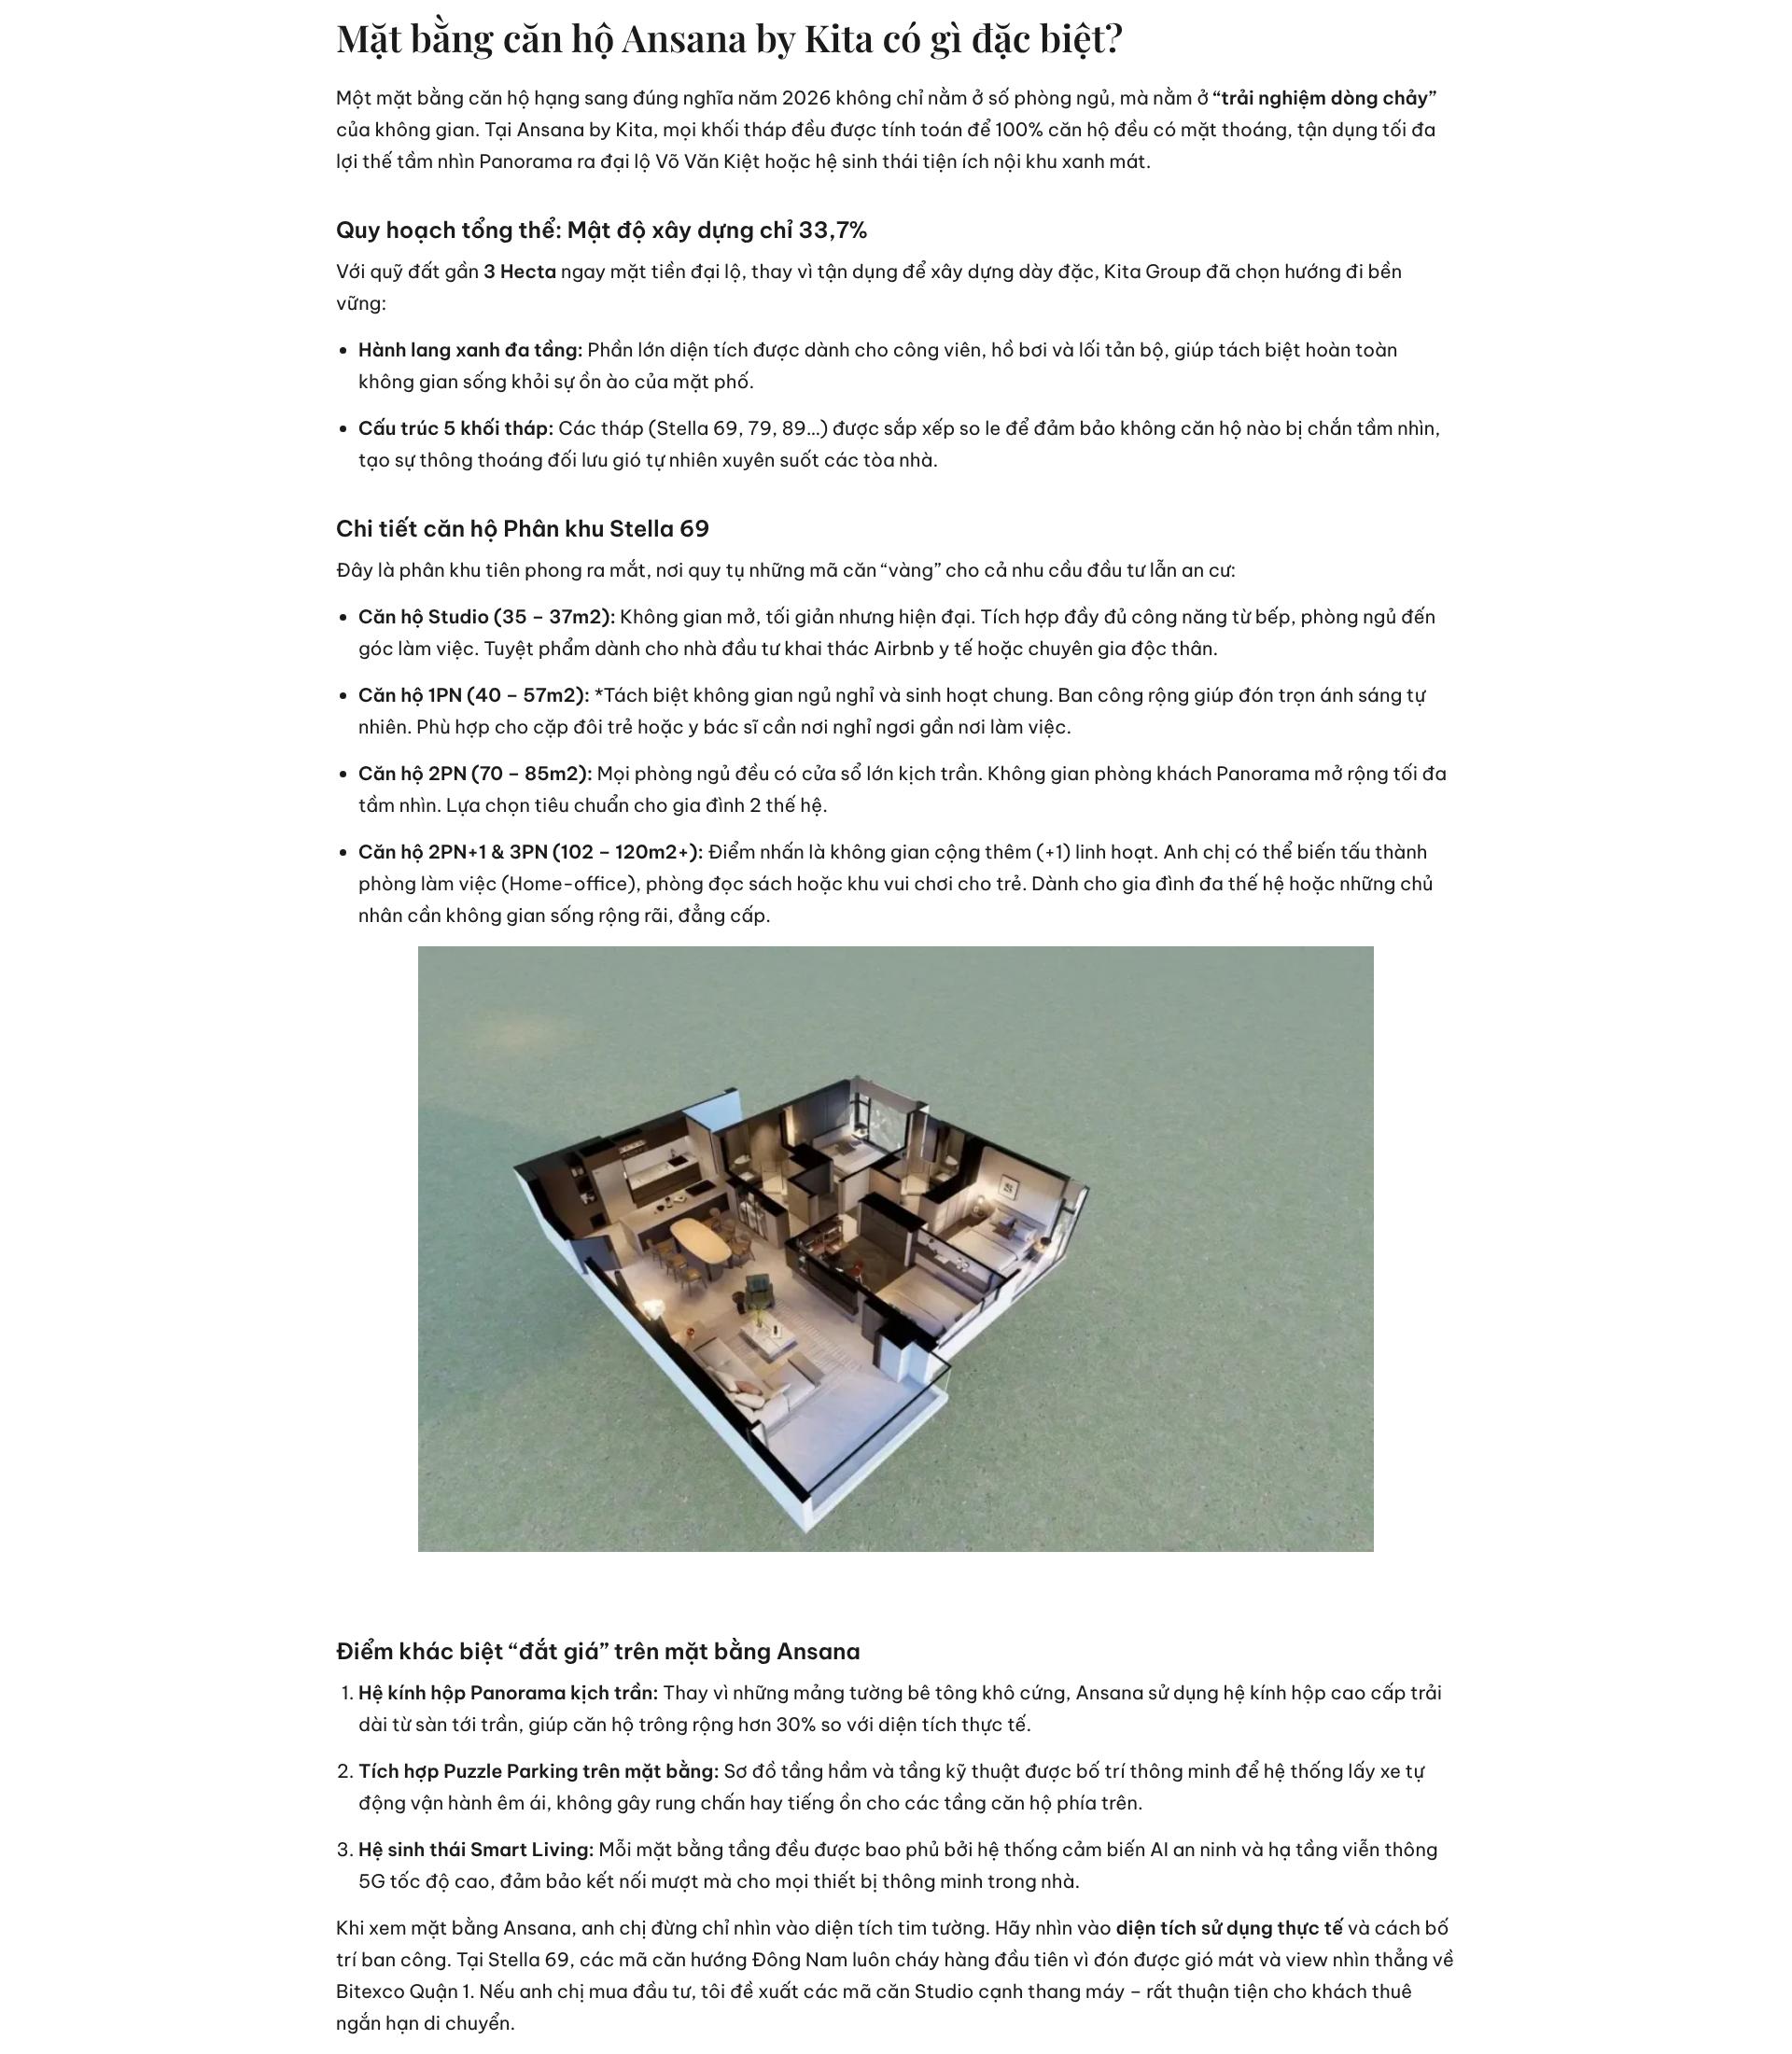 Mặt bằng căn hộ Ansana by Kita có gì đặc biệt?
Một mặt bằng căn hộ hạng sang đúng nghĩa năm 2026 không chỉ nằm ở số phòng ngủ, mà nằm ở “trải nghiệm dòng chảy”
của không gian. Tại Ansana by Kita, mọi khối tháp đều được tính toán để 100% căn hộ đều có mặt thoáng, tận dụng tối đa
lợi thế tầm nhìn Panorama ra đại lộ Võ Văn Kiệt hoặc hệ sinh thái tiện ích nội khu xanh mát.
Quy hoạch tổng thể: Mật độ xây dựng chỉ 33,7%
Với quỹ đất gần 3 Hecta ngay mặt tiền đại lộ, thay vì tận dụng để xây dựng dày đặc, Kita Group đã chọn hướng đi bền
vững:
• Hành lang xanh đa tầng: Phần lớn diện tích được dành cho công viên, hồ bơi và lối tản bộ, giúp tách biệt hoàn toàn
không gian sống khỏi sự ồn ào của mặt phố.
• Cấu trúc 5 khối tháp: Các tháp (Stella 69, 79, 89…) được sắp xếp so le để đảm bảo không căn hộ nào bị chắn tầm nhìn,
tạo sự thông thoáng đối lưu gió tự nhiên xuyên suốt các tòa nhà.
Chi tiết căn hộ Phân khu Stella 69
Đây là phân khu tiên phong ra mắt, nơi quy tụ những mã căn “vàng” cho cả nhu cầu đầu tư lẫn an cư:
• Căn hộ Studio (35 – 37m2): Không gian mở, tối giản nhưng hiện đại. Tích hợp đầy đủ công năng từ bếp, phòng ngủ đến
góc làm việc. Tuyệt phẩm dành cho nhà đầu tư khai thác Airbnb y tế hoặc chuyên gia độc thân.
• Căn hộ 1PN (40 – 57m2): *Tách biệt không gian ngủ nghỉ và sinh hoạt chung. Ban công rộng giúp đón trọn ánh sáng tự
nhiên. Phù hợp cho cặp đôi trẻ hoặc y bác sĩ cần nơi nghỉ ngơi gần nơi làm việc.
• Căn hộ 2PN (70 – 85m2): Mọi phòng ngủ đều có cửa sổ lớn kịch trần. Không gian phòng khách Panorama mở rộng tối đa
tầm nhìn. Lựa chọn tiêu chuẩn cho gia đình 2 thế hệ.
• Căn hộ 2PN+1 & 3PN (102 – 120m2+): Điểm nhấn là không gian cộng thêm (+1) linh hoạt. Anh chị có thể biến tấu thành
phòng làm việc (Home-office), phòng đọc sách hoặc khu vui chơi cho trẻ. Dành cho gia đình đa thế hệ hoặc những chủ
nhân cần không gian sống rộng rãi, đẳng cấp.
Điểm khác biệt “đắt giá” trên mặt bằng Ansana
1. Hệ kính hộp Panorama kịch trần: Thay vì những mảng tường bê tông khô cứng, Ansana sử dụng hệ kính hộp cao cấp trải
dài từ sàn tới trần, giúp căn hộ trông rộng hơn 30% so với diện tích thực tế.
2. Tích hợp Puzzle Parking trên mặt bằng: Sơ đồ tầng hầm và tầng kỹ thuật được bố trí thông minh để hệ thống lấy xe tự
động vận hành êm ái, không gây rung chấn hay tiếng ồn cho các tầng căn hộ phía trên.
3. Hệ sinh thái Smart Living: Mỗi mặt bằng tầng đều được bao phủ bởi hệ thống cảm biến AI an ninh và hạ tầng viễn thông
5G tốc độ cao, đảm bảo kết nối mượt mà cho mọi thiết bị thông minh trong nhà.
Khi xem mặt bằng Ansana, anh chị đừng chỉ nhìn vào diện tích tim tường. Hãy nhìn vào diện tích sử dụng thực tế và cách bố
trí ban công. Tại Stella 69, các mã căn hướng Đông Nam luôn cháy hàng đầu tiên vì đón được gió mát và view nhìn thẳng về
Bitexco Quận 1. Nếu anh chị mua đầu tư, tôi đề xuất các mã căn Studio cạnh thang máy – rất thuận tiện cho khách thuê
ngắn hạn di chuyển.